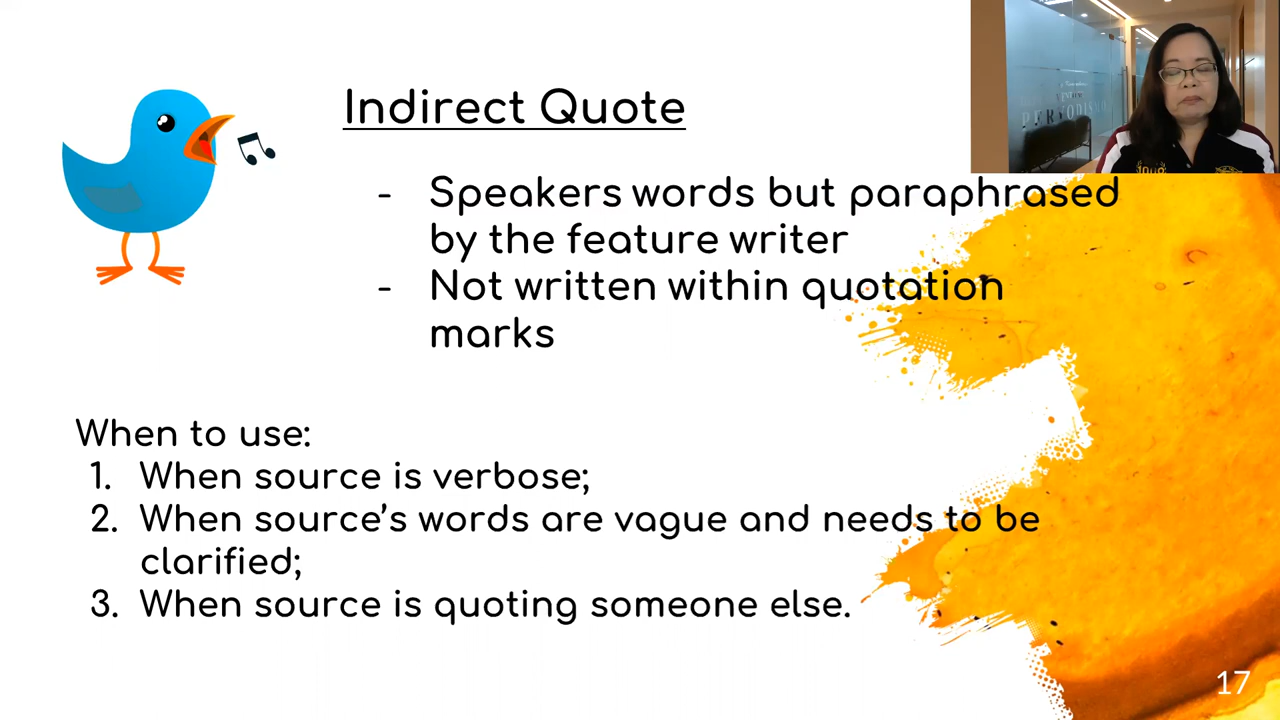 Indirect Quote
- Speakers words but paraphrased
by the feature writer
- Not written within quotation
marks
When to use:
1. When source is verbose;
2. When source's words are vague and needs to be
clarified;
3. When source is quoting someone else.
17